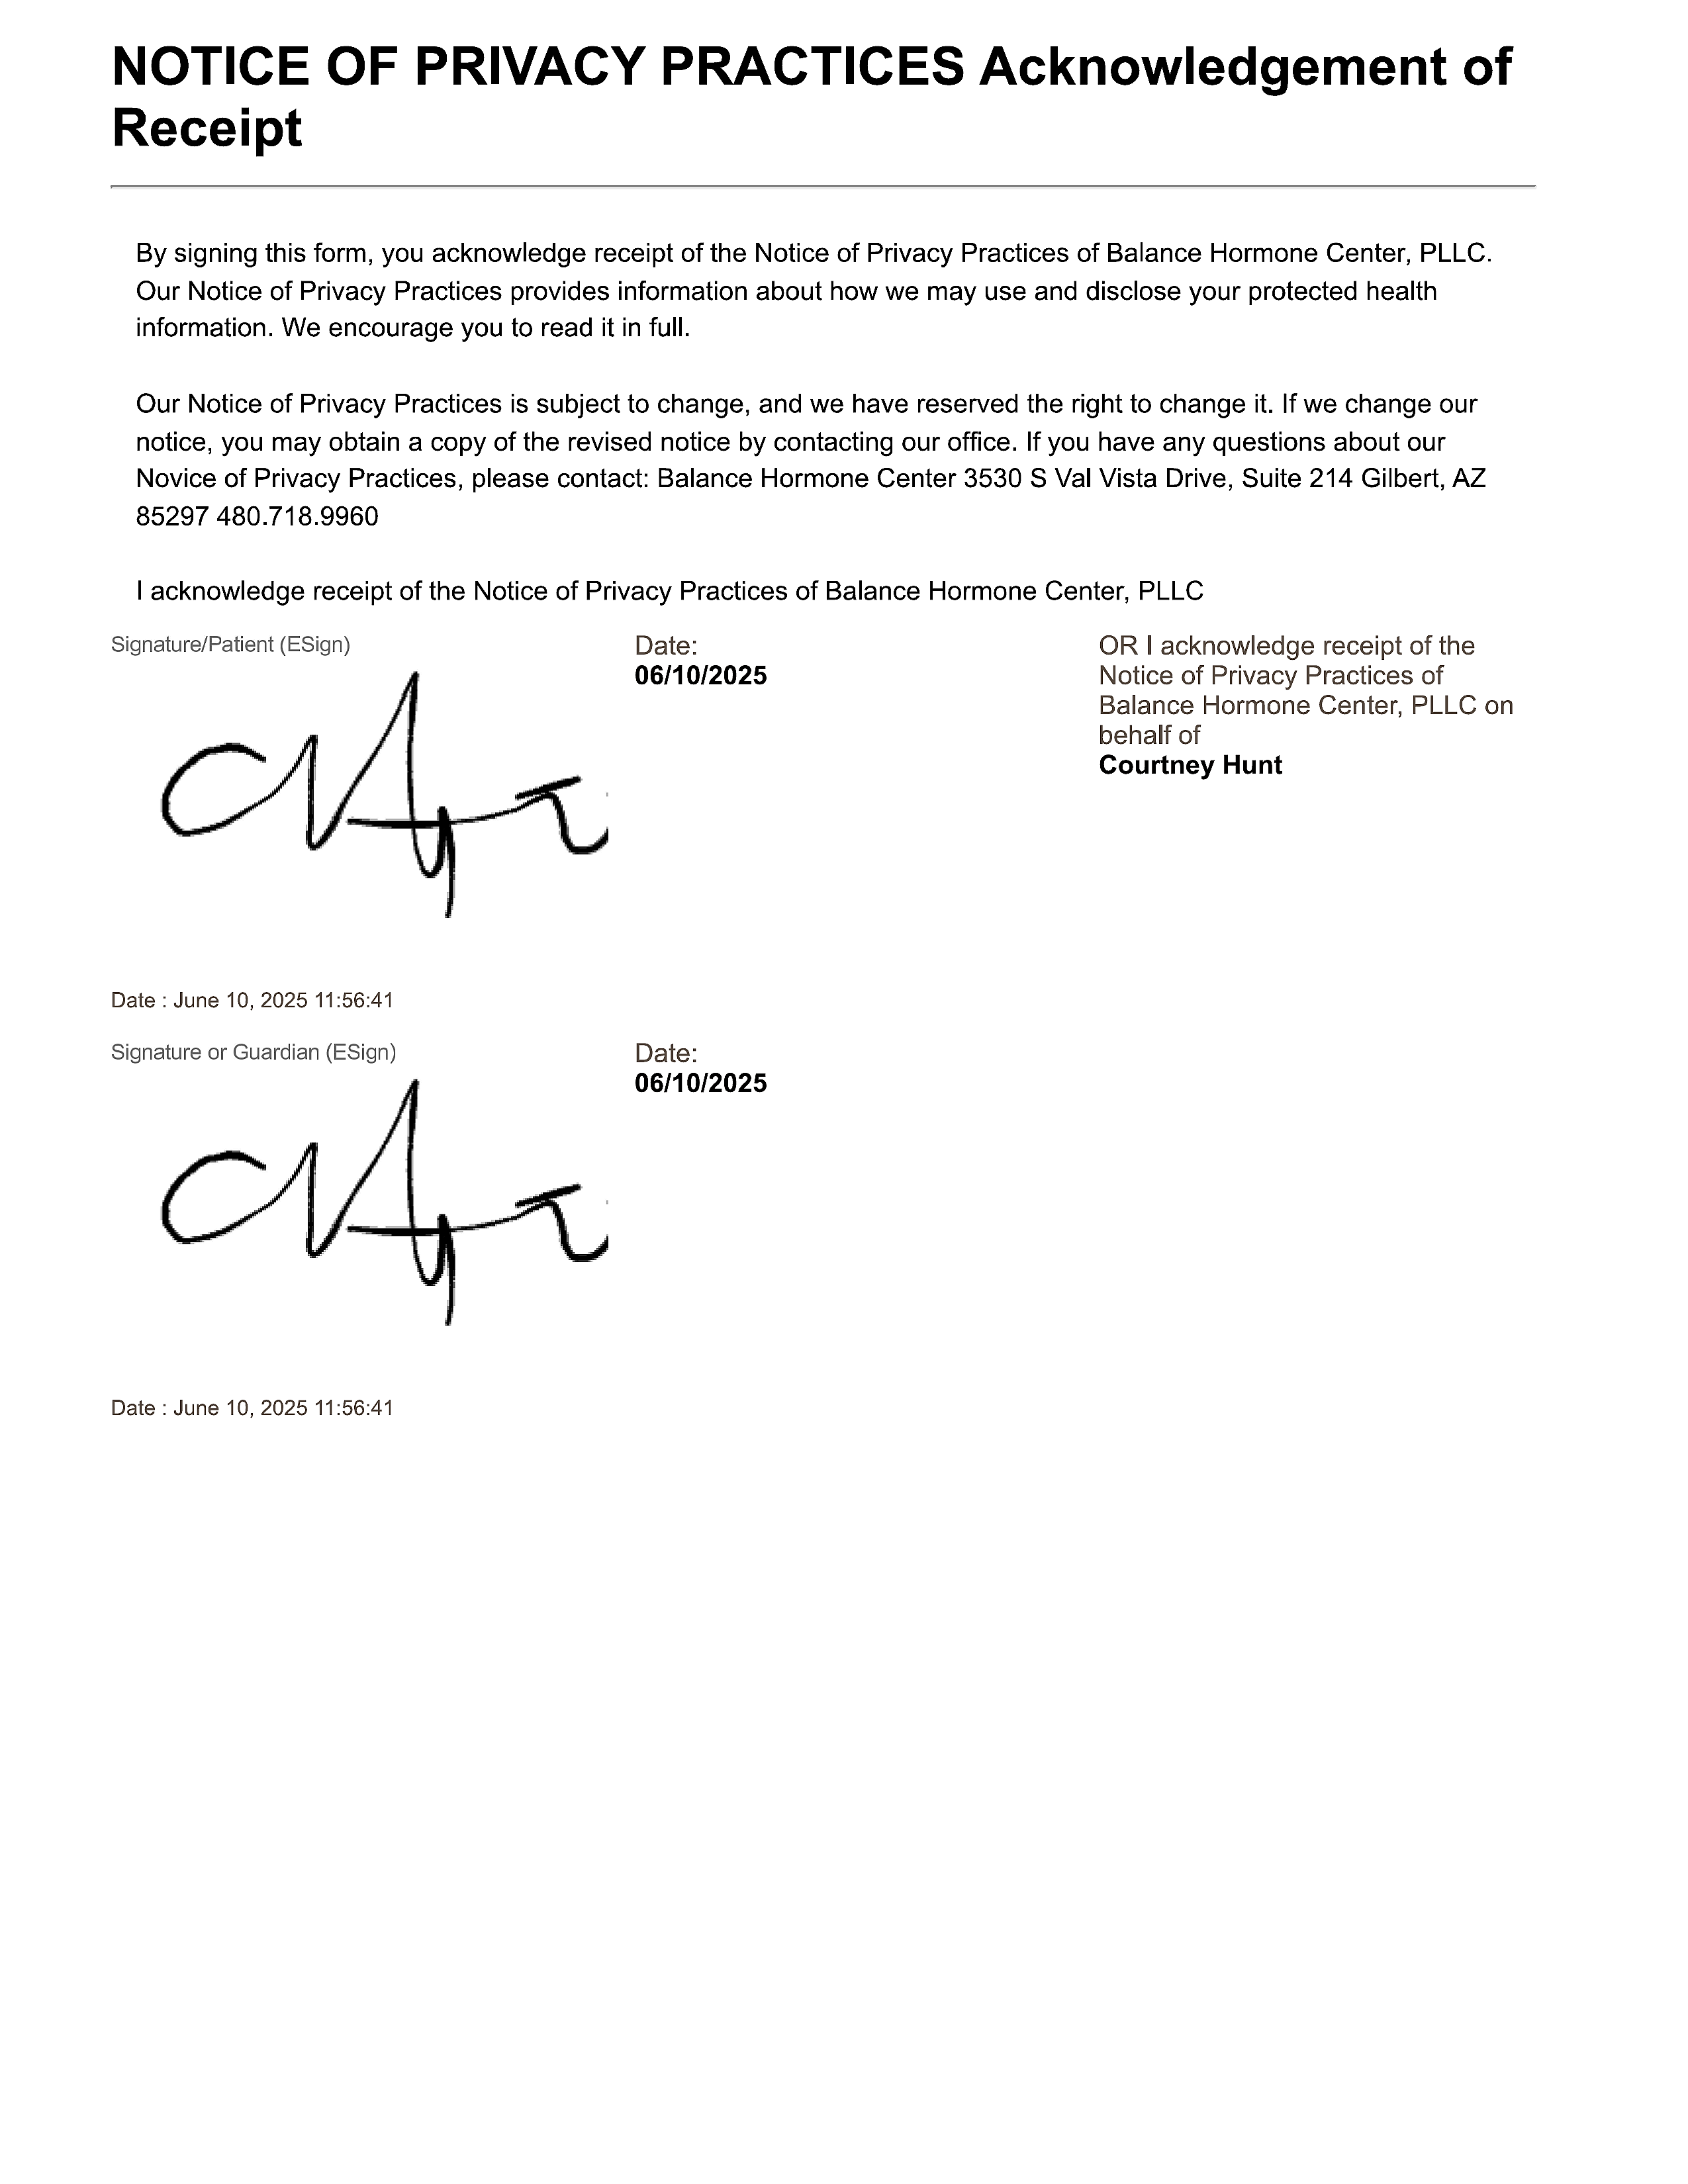 NOTICE OF PRIVACY PRACTICES Acknowledgement of
Receipt
By signing this form, you acknowledge receipt of the Notice of Privacy Practices of Balance Hormone Center, PLLC.
Our Notice of Privacy Practices provides information about how we may use and disclose your protected health
information. We encourage you to read it in full.
Our Notice of Privacy Practices is subject to change, and we have reserved the right to change it. If we change our
notice, you may obtain a copy of the revised notice by contacting our office. If you have any questions about our
Novice of Privacy Practices, please contact: Balance Hormone Center 3530 S Val Vista Drive, Suite 214 Gilbert, AZ
85297 480.718.9960
I acknowledge receipt of the Notice of Privacy Practices of Balance Hormone Center, PLLC
Signature/Patient (ESign)
Date:
06/10/2025
OR I acknowledge receipt of the
Notice of Privacy Practices of
Balance Hormone Center, PLLC on
behalf of
Courtney Hunt
Date : June 10, 2025 11:56:41
Signature or Guardian (ESign)
Date:
06/10/2025
Date : June 10, 2025 11:56:41